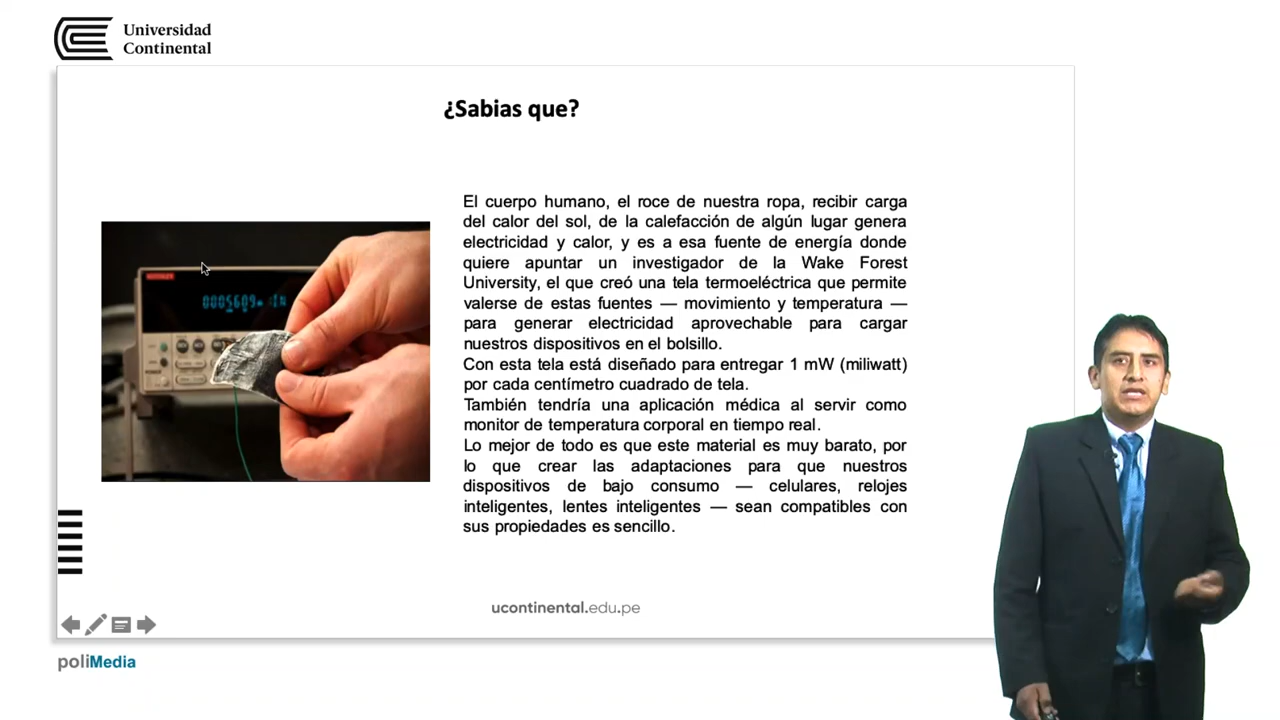 Universidad
Continental
¿Sabias que?
El cuerpo humano, el roce de nuestra ropa, recibir carga
del calor del sol, de la calefacción de algún lugar genera
electricidad y calor, y es a esa fuente de energía donde
quiere apuntar un investigador de la Wake Forest
University, el que creó una tela termoeléctrica que permite
valerse de estas fuentes — movimiento y temperatura —
para generar electricidad aprovechable para cargar
nuestros dispositivos en el bolsillo.
Con esta tela está diseñado para entregar 1 mW (miliwatt)
por cada centímetro cuadrado de tela.
También tendría una aplicación médica al servir como
monitor de temperatura corporal en tiempo real.
Lo mejor de todo es que este material es muy barato, por
lo que crear las adaptaciones para que nuestros
dispositivos de bajo consumo — celulares, relojes
inteligentes, lentes inteligentes — sean compatibles con
sus propiedades es sencillo.
ucontinental.edu.pe
poliMedia